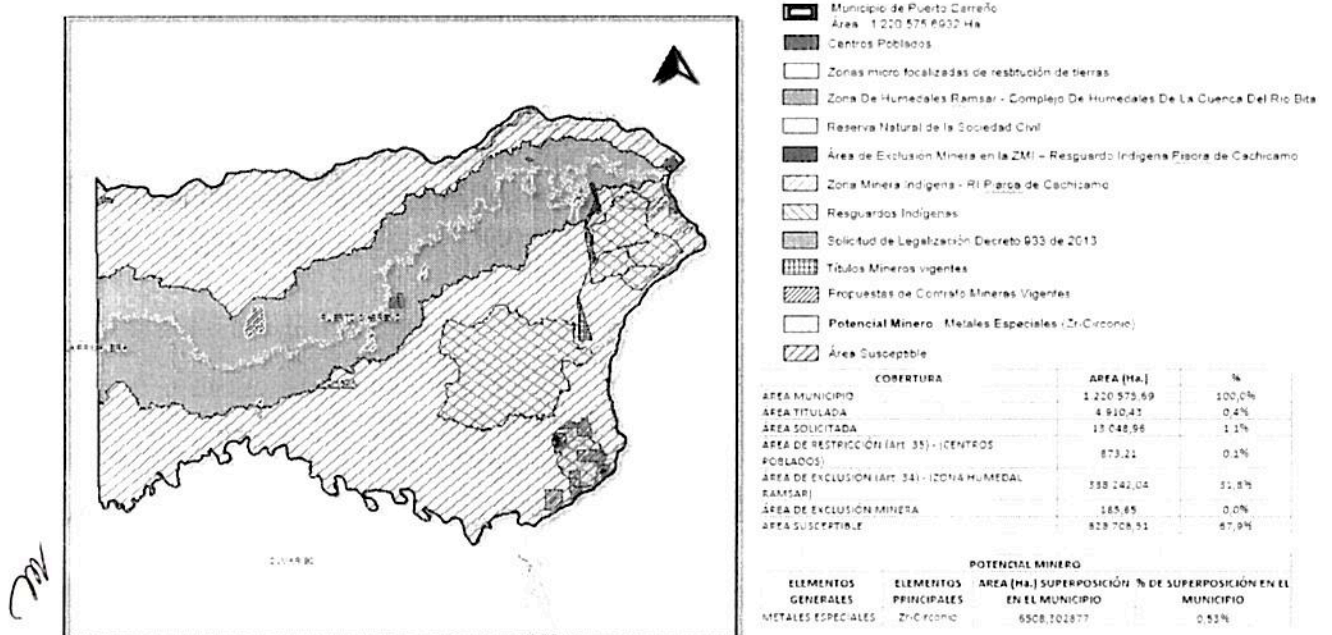 Municipio de Puerto Carreño
Área 1'220.575,6932 Ha
Centros Poblados
Zonas micro focalizadas de restitución de tierras
Zona De Humedales Ramsar - Complejo De Humedales De La Cuenca Del Rio Bita
Reserva Natural de la Sociedad Civil
Área de Exclusión Minera en la ZMI – Resguardo Indígena Piaroa de Cachicamo
Zona Minera Indígena - RI Piaroa de Cachicamo
Resguardos Indígenas
Solicitud de Legalización Decreto 933 de 2013
Títulos Mineros vigentes
Propuestas de Contrato Mineras Vigentes
Potencial Minero Metales Especiales (Zr-Circonio)
Área Susceptible
COBERTURA AREA (Ha.) %
AREA MUNICIPIO 1.220.575,69 100,0%
ÁREA TITULADA 4.910,43 0,4%
ÁREA SOLICITADA 13.048,96 1,1%
AREA DE RESTRICCIÓN (Art. 35) - (CENTROS
POBLADOS) 873,21 0,1%
AREA DE EXCLUSIÓN (Art. 34) - (ZONA HUMEDAL
RAMSAR) 388.242,04 31,8%
ÁREA DE EXCLUSIÓN MINERA 185,65 0,0%
AREA SUSCEPTIBLE 828.708,51 67,9%
POTENCIAL MINERO
ELEMENTOS ELEMENTOS AREA (Ha.) SUPERPOSICIÓN % DE SUPERPOSICIÓN EN EL
GENERALES PRINCIPALES EN EL MUNICIPIO MUNICIPIO
METALES ESPECIALES Zr-Circonio 6508,302877 0,53%
PUERTO CARREÑO
CUMARIBO